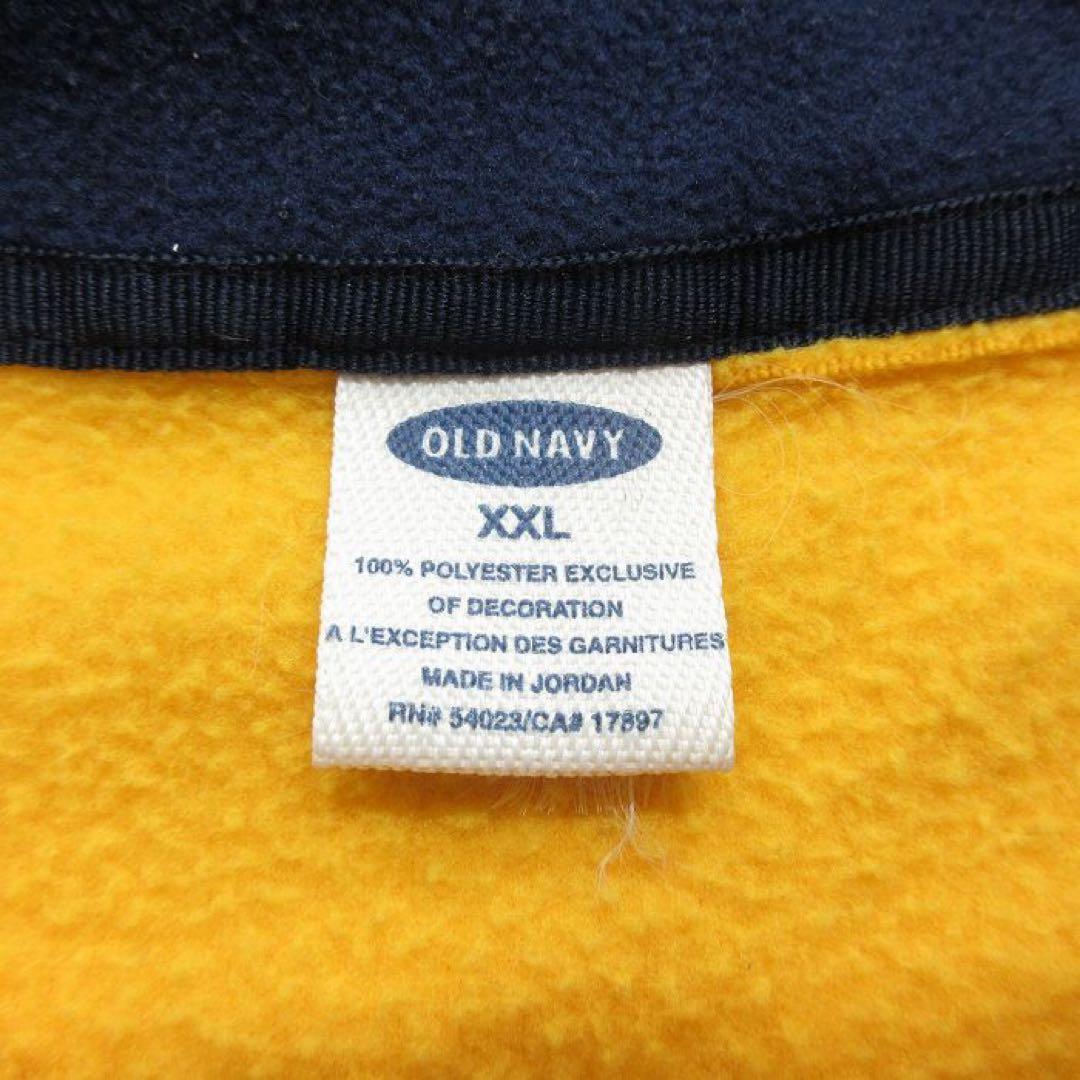 OLD NAVY
XXL
100% POLYESTER EXCLUSIVE
OF DECORATION
A L'EXCEPTION DES GARNITURES
MADE IN JORDAN
RN# 54023/CA# 17897